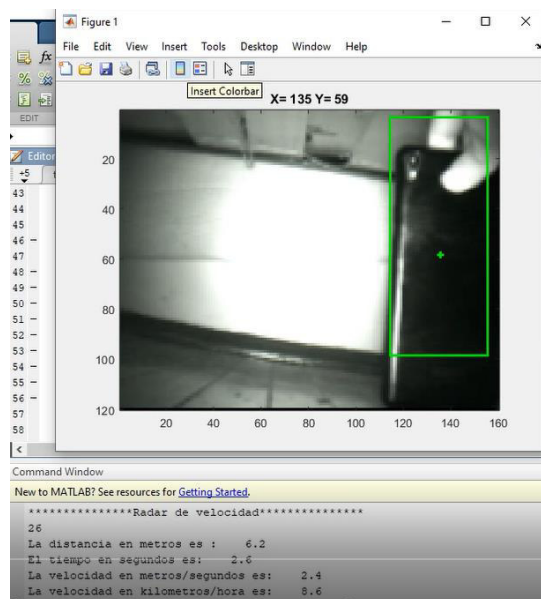 Figure 1
File Edit View Insert Tools Desktop Window Help
Insert Colorbar
fx
EDIT
X= 135 Y= 59
Editor
+5
43
44
45
46 -
47
48 -
49 -
50 -
51 -
52 -
53 -
54 -
55 -
56 -
57
58
20
40
60
80
100
120
20 40 60 80 100 120 140 160
Command Window
New to MATLAB? See resources for Getting Started.
***************Radar de velocidad***************
26
La distancia en metros es : 6.2
El tiempo en segundos es: 2.6
La velocidad en metros/segundos es: 2.4
La velocidad en kilometros/hora es: 8.6